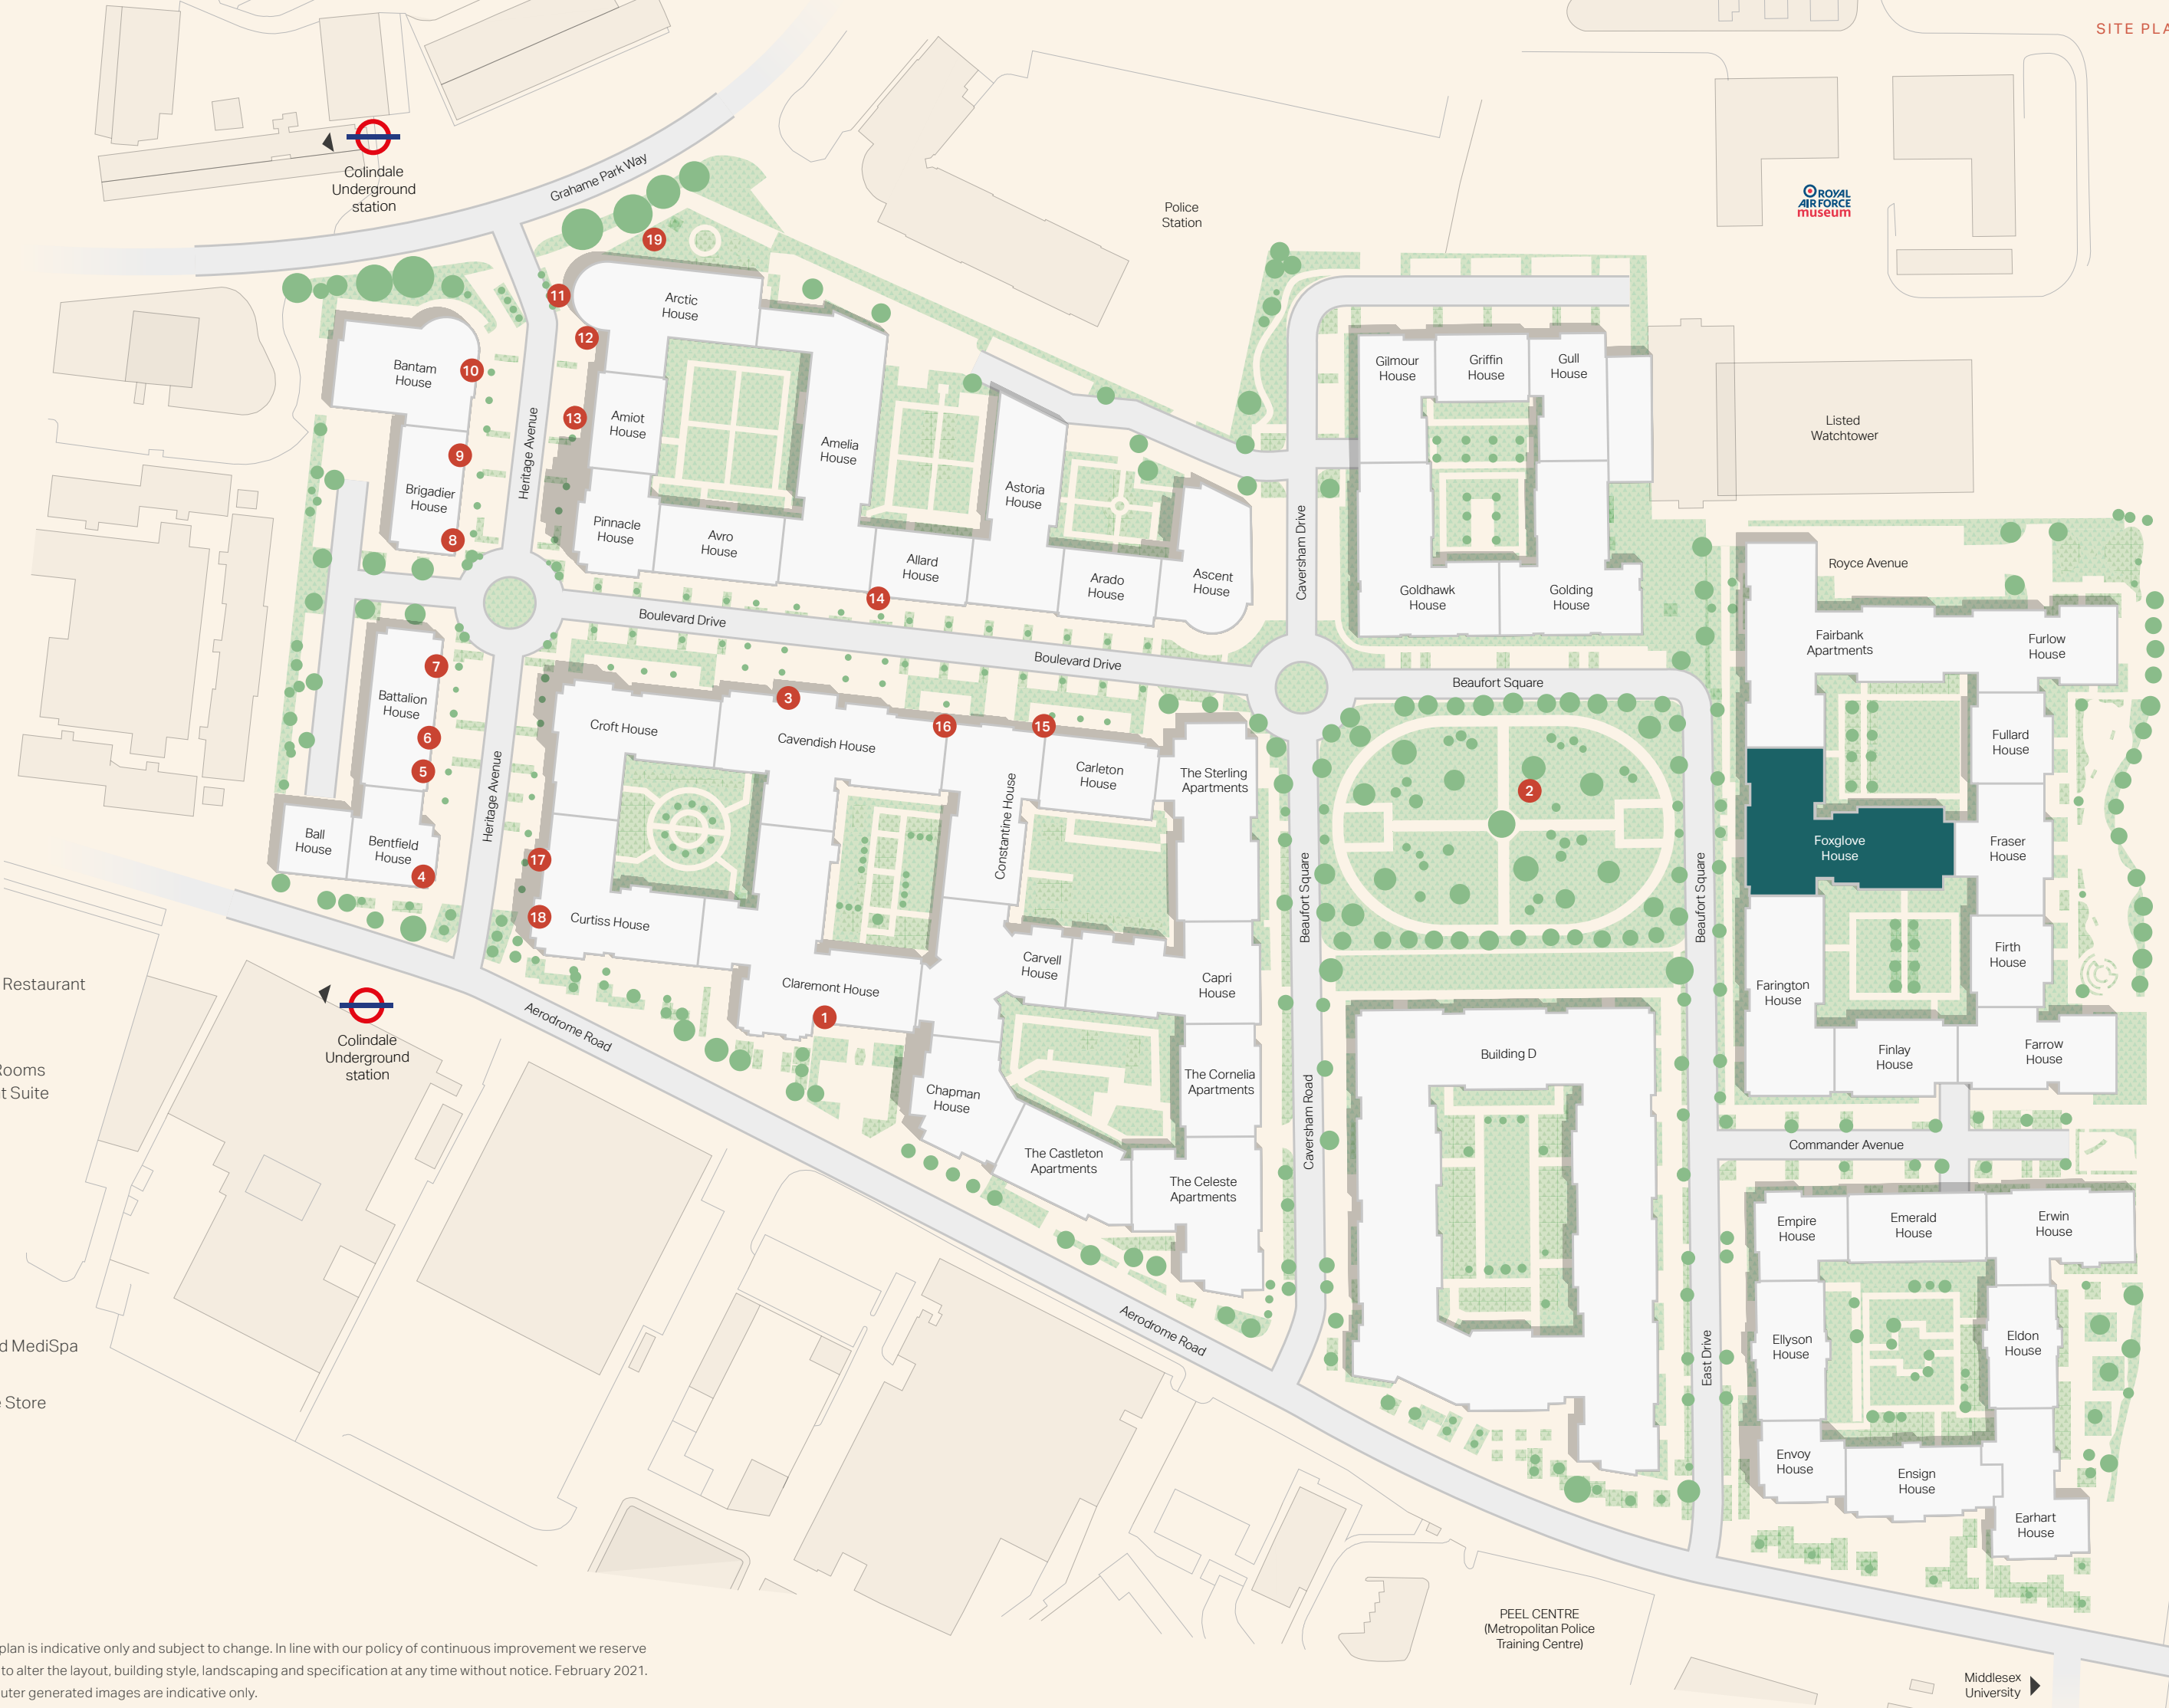 SITE PLA
Colindale
Underground
station
Grahame Park Way
Police
Station
ROYAL
AIR FORCE
museum
19
11
Arctic
House
12
Bantam
House
10
13
Amiot
House
Heritage Avenue
Amelia
House
9
Brigadier
House
8
Pinnacle
House
Avro
House
Astoria
House
Allard
House
14
Arado
House
Ascent
House
Caversham Drive
Gilmour
House
Griffin
House
Gull
House
Listed
Watchtower
Goldhawk
House
Golding
House
Royce Avenue
Boulevard Drive
Boulevard Drive
Beaufort Square
Fairbank
Apartments
Furlow
House
7
Battalion
House
6
5
Ball
House
Bentfield
House
4
Heritage Avenue
3
16
15
Croft House
Cavendish House
Constantine House
Carleton
House
The Sterling
Apartments
2
Fullard
House
Foxglove
House
Fraser
House
17
18
Curtiss House
Beaufort Square
Beaufort Square
Carvell
House
Capri
House
Claremont House
1
Firth
House
Farington
House
Finlay
House
Farrow
House
Restaurant
Colindale
Underground
station
Aerodrome Road
Rooms
t Suite
Chapman
House
The Cornelia
Apartments
The Castleton
Apartments
The Celeste
Apartments
Caversham Road
Building D
Commander Avenue
Empire
House
Emerald
House
Erwin
House
Ellyson
House
Eldon
House
East Drive
Aerodrome Road
d MediSpa
Store
Envoy
House
Ensign
House
Earhart
House
PEEL CENTRE
(Metropolitan Police
Training Centre)
Middlesex
University
plan is indicative only and subject to change. In line with our policy of continuous improvement we reserve
to alter the layout, building style, landscaping and specification at any time without notice. February 2021.
uter generated images are indicative only.